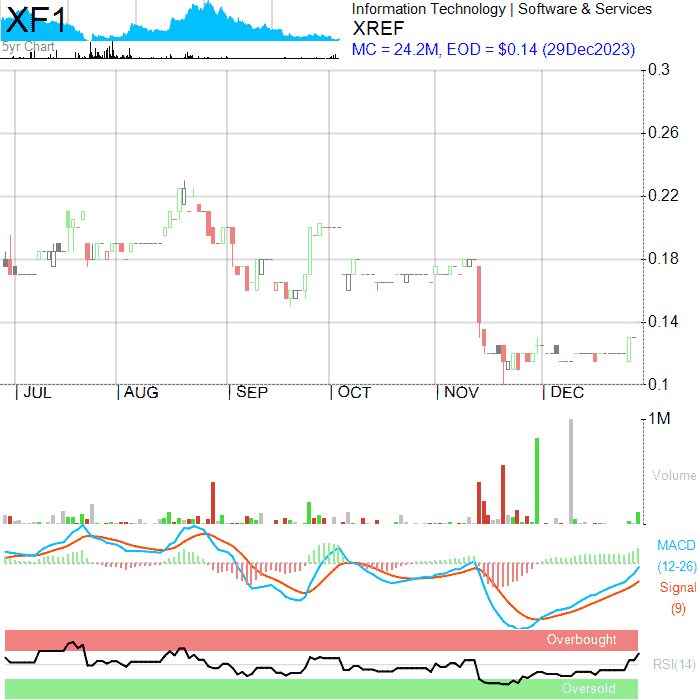 XF1
Information Technology | Software & Services
XREF
MC = 24.2M, EOD = $0.14 (29Dec2023)
5yr Chart
0.3
0.26
0.22
0.18
0.14
0.1
JUL AUG SEP OCT NOV DEC
1M
Volume
MACD
(12-26)
Signal
(9)
Overbought
RSI(14)
Oversold